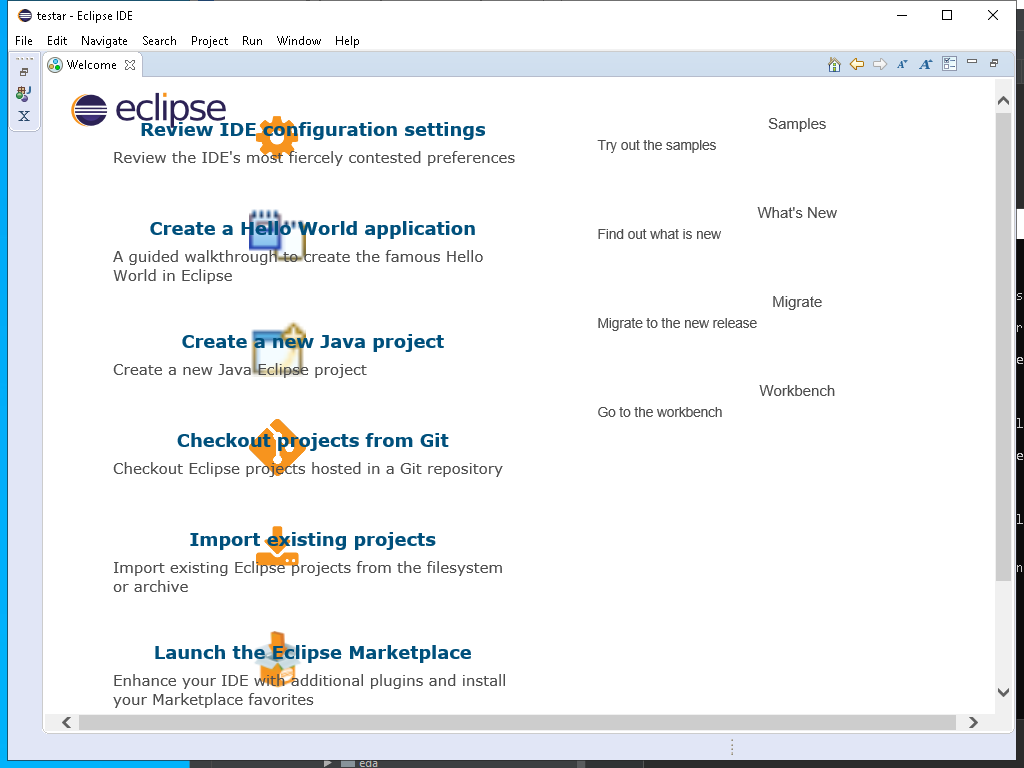 testar - Eclipse IDE
File Edit Navigate Search Project Run Window Help
Welcome
eclipse
Review IDE configuration settings
Review the IDE's most fiercely contested preferences
Create a Hello World application
A guided walkthrough to create the famous Hello
World in Eclipse
Create a new Java project
Create a new Java Eclipse project
Checkout projects from Git
Checkout Eclipse projects hosted in a Git repository
Import existing projects
Import existing Eclipse projects from the filesystem
or archive
Launch the Eclipse Marketplace
Enhance your IDE with additional plugins and install
your Marketplace favorites
Samples
Try out the samples
What's New
Find out what is new
Migrate
Migrate to the new release
Workbench
Go to the workbench
eda